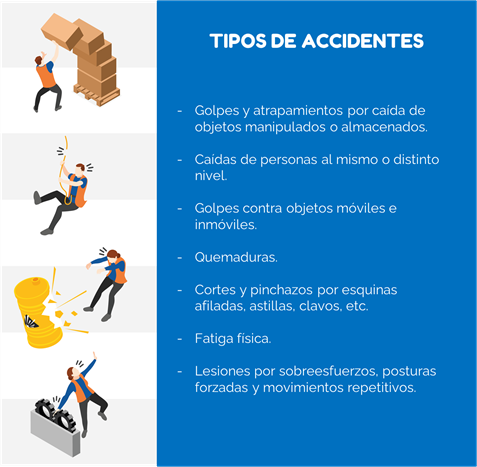 TIPOS DE ACCIDENTES
- Golpes y atrapamientos por caída de
objetos manipulados o almacenados.
- Caídas de personas al mismo o distinto
nivel.
- Golpes contra objetos móviles e
inmóviles.
- Quemaduras.
- Cortes y pinchazos por esquinas
afiladas, astillas, clavos, etc.
- Fatiga física.
- Lesiones por sobreesfuerzos, posturas
forzadas y movimientos repetitivos.